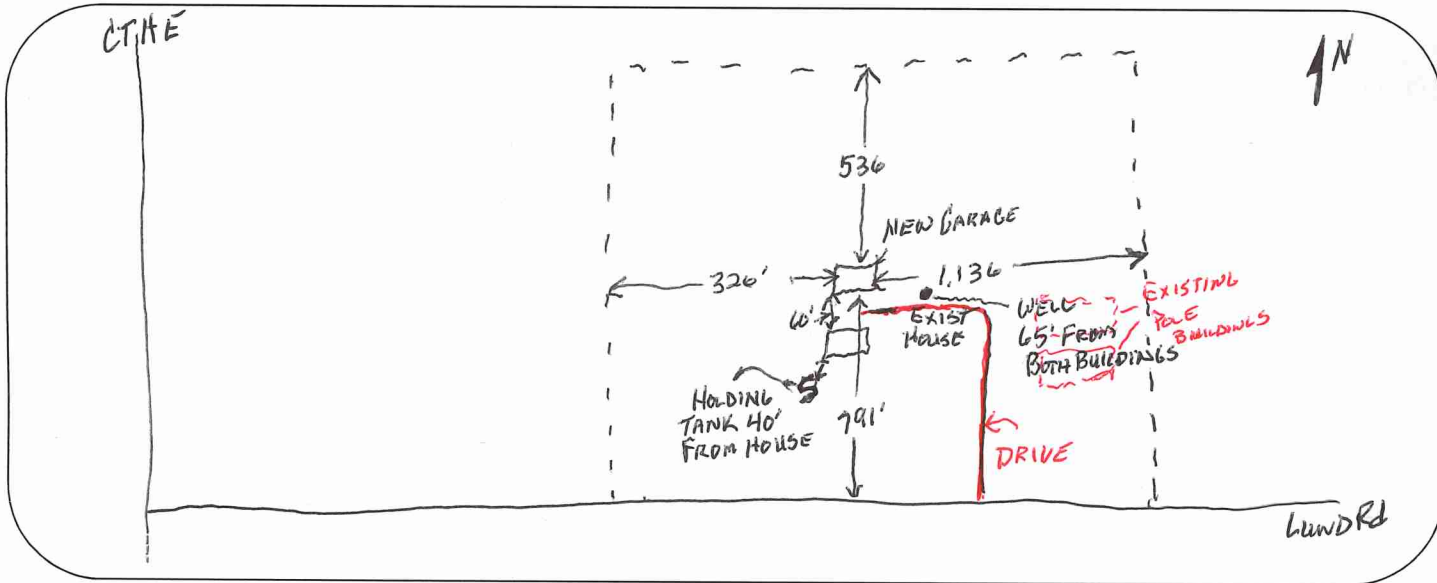 CTH E
N
536
NEW GARAGE
326'
1,136
60'
EXIST
HOUSE
WELL
65' FROM
BOTH BUILDINGS
EXISTING
POLE
BUILDINGS
HOLDING
TANK 40'
FROM HOUSE
791'
DRIVE
LUND Rd